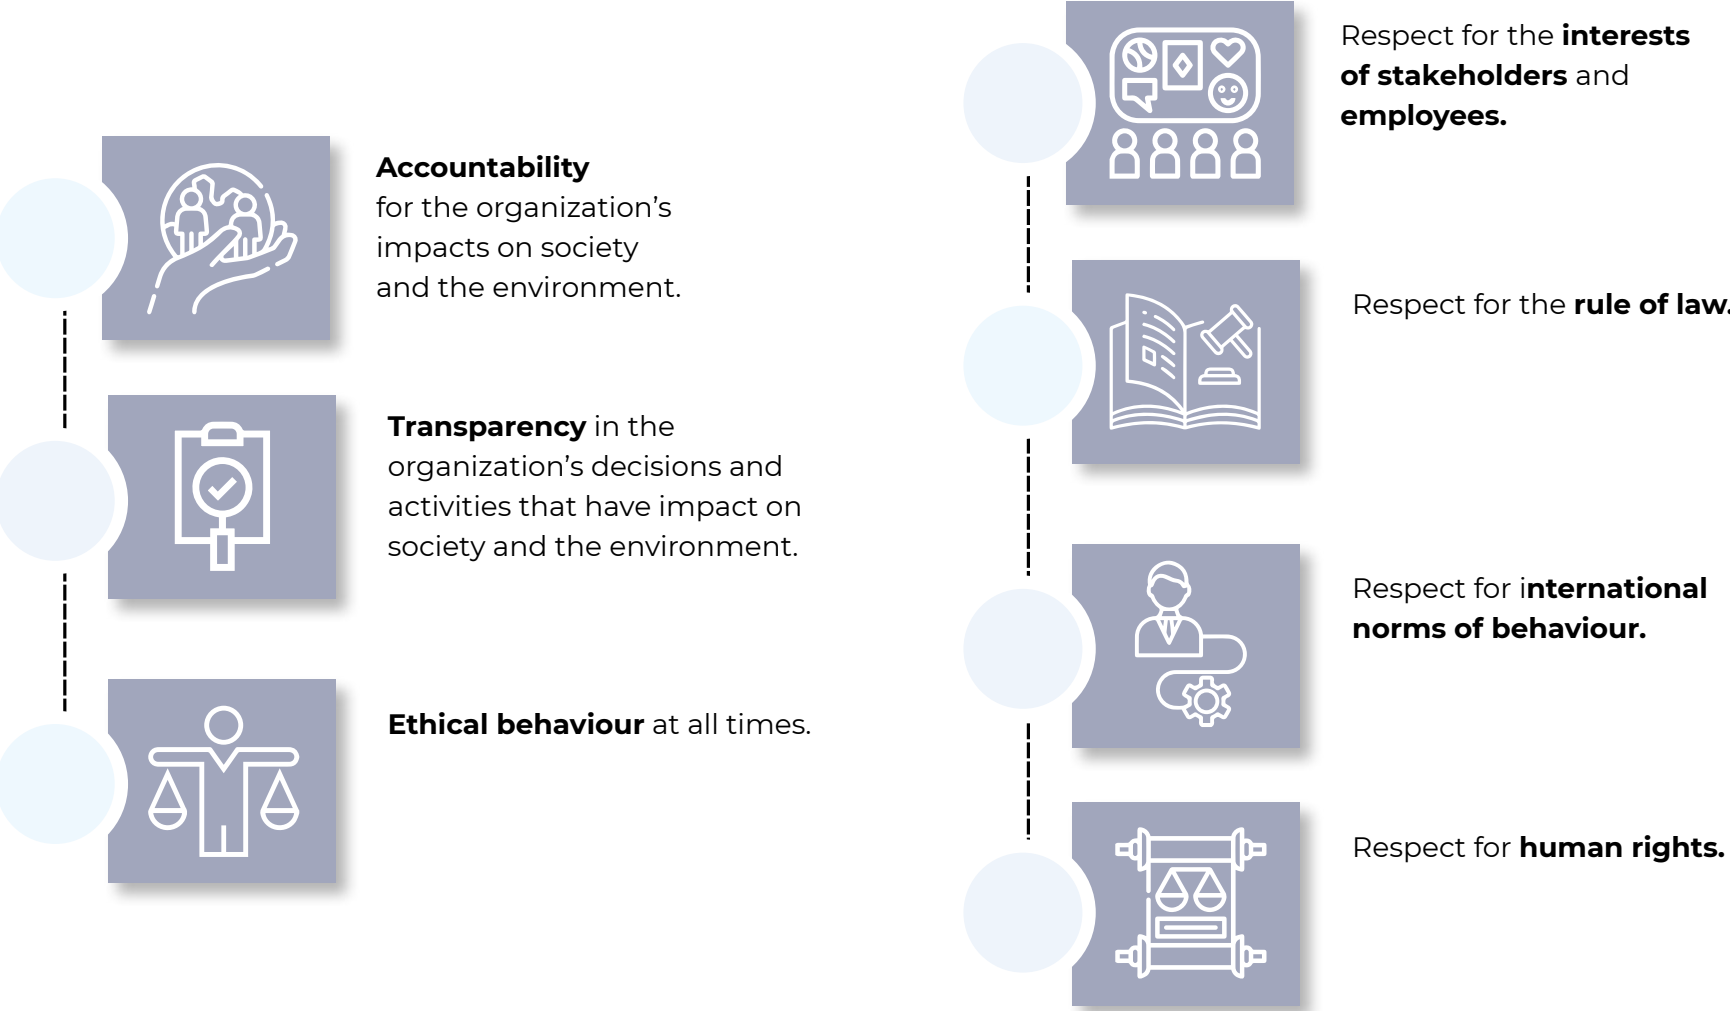 Accountability
for the organization's
impacts on society
and the environment.
Transparency in the
organization's decisions and
activities that have impact on
society and the environment.
Ethical behaviour at all times.
Respect for the interests
of stakeholders and
employees.
Respect for the rule of law.
Respect for international
norms of behaviour.
Respect for human rights.